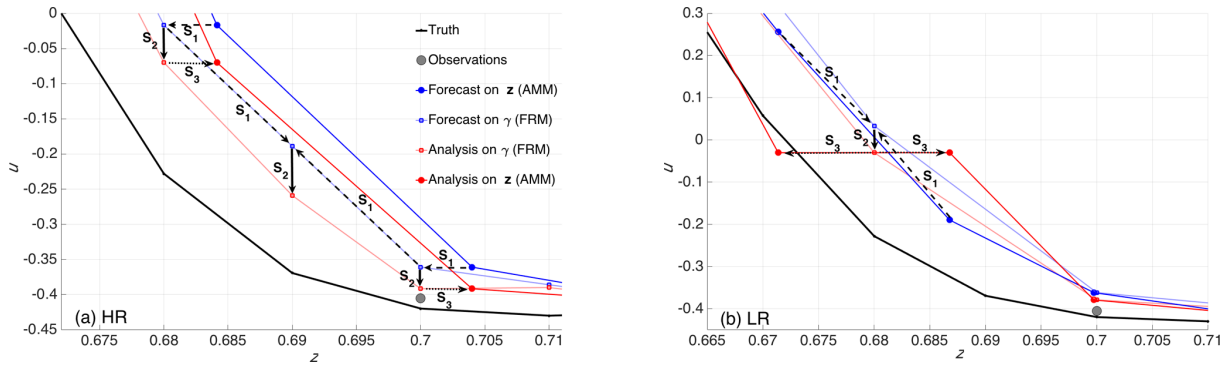 0
-0.05
-0.1
-0.15
-0.2
-0.25
-0.3
-0.35
-0.4
-0.45
u
0.675
0.68
0.685
0.69
0.695
0.7
0.705
0.71
z
S1
S2
S3
S1
S2
S1
S1
S2
S3
Truth
Observations
Forecast on z (AMM)
Forecast on γ (FRM)
Analysis on γ (FRM)
Analysis on z (AMM)
(a) HR
0.3
0.2
0.1
0
-0.1
-0.2
-0.3
-0.4
u
0.665
0.67
0.675
0.68
0.685
0.69
0.695
0.7
0.705
0.71
z
S1
S2
S3
S3
S1
(b) LR